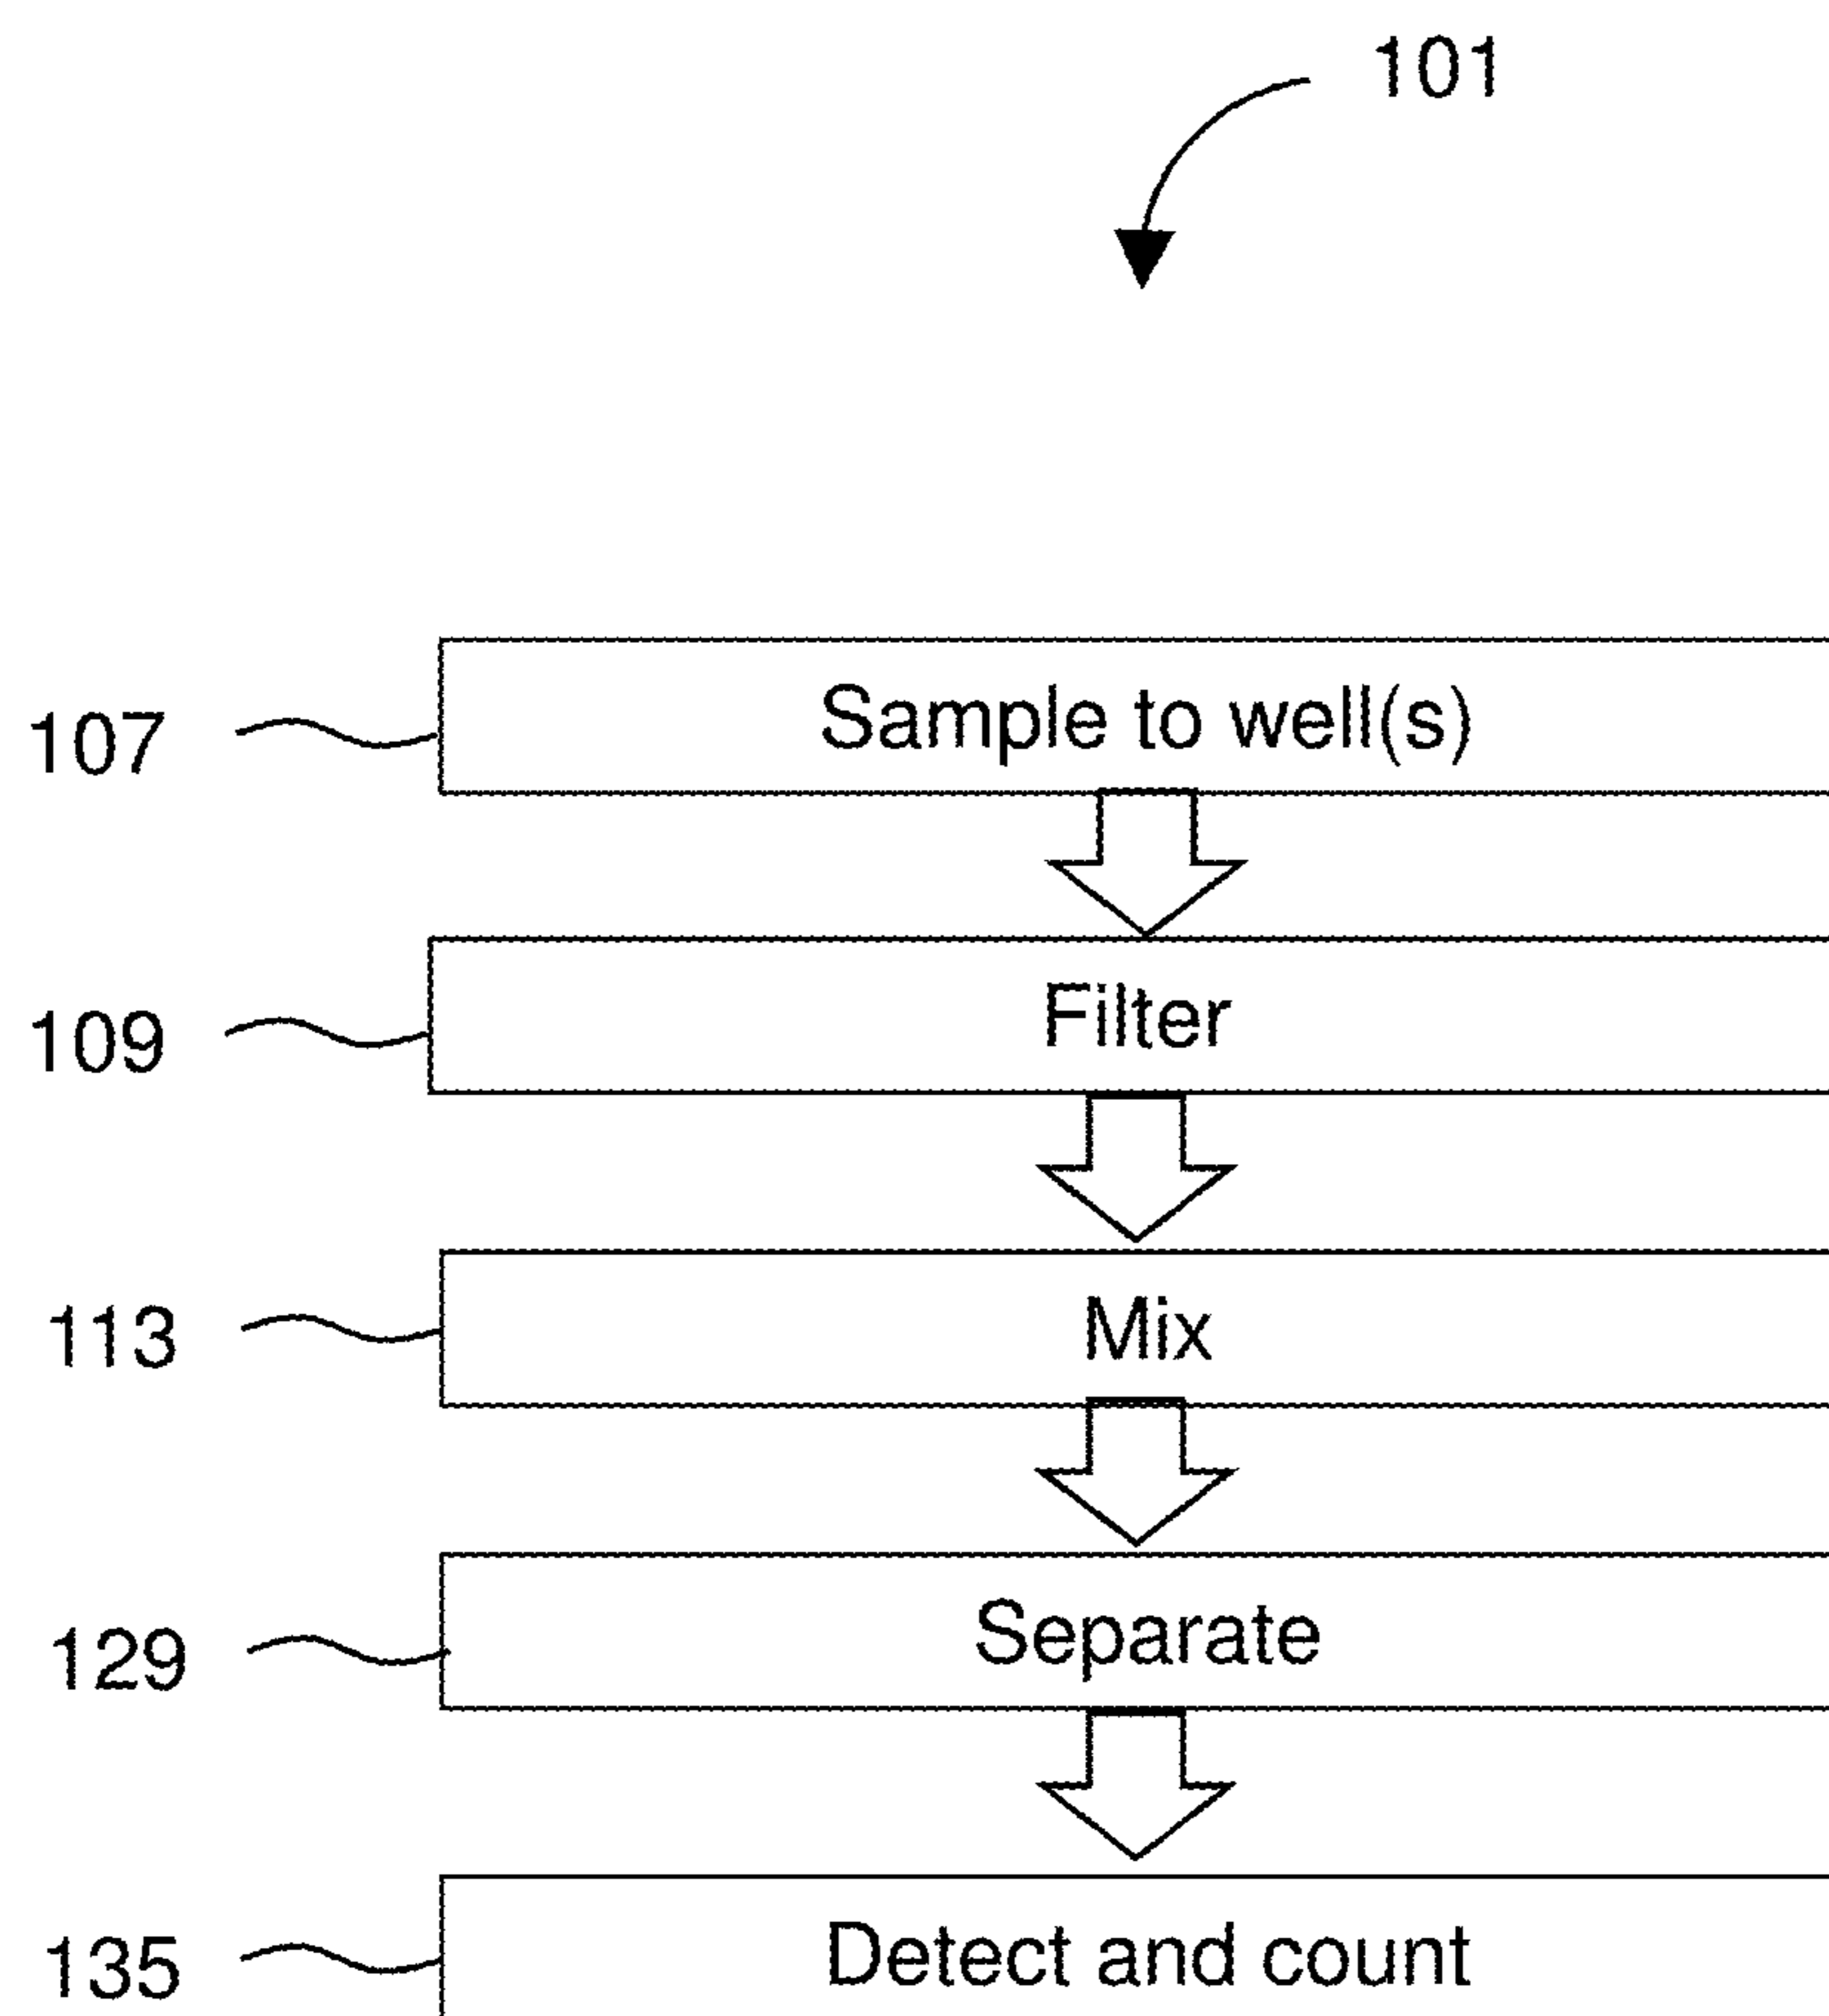 101
107 Sample to well(s)
109 Filter
113 Mix
129 Separate
135 Detect and count